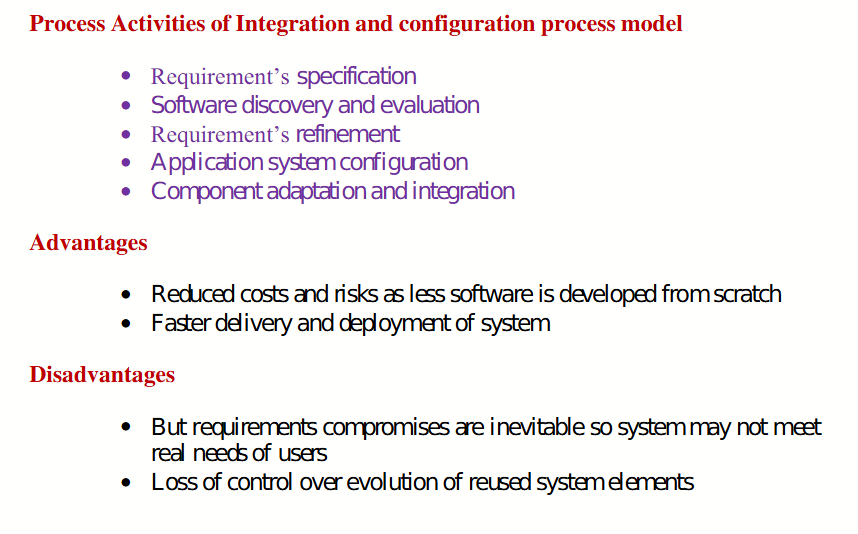 Process Activities of Integration and configuration process model
• Requirement’s specification
• Software discovery and evaluation
• Requirement’s refinement
• Application system configuration
• Component adaptation and integration
Advantages
• Reduced costs and risks as less software is developed from scratch
• Faster delivery and deployment of system
Disadvantages
• But requirements compromises are inevitable so system may not meet
real needs of users
• Loss of control over evolution of reused system elements